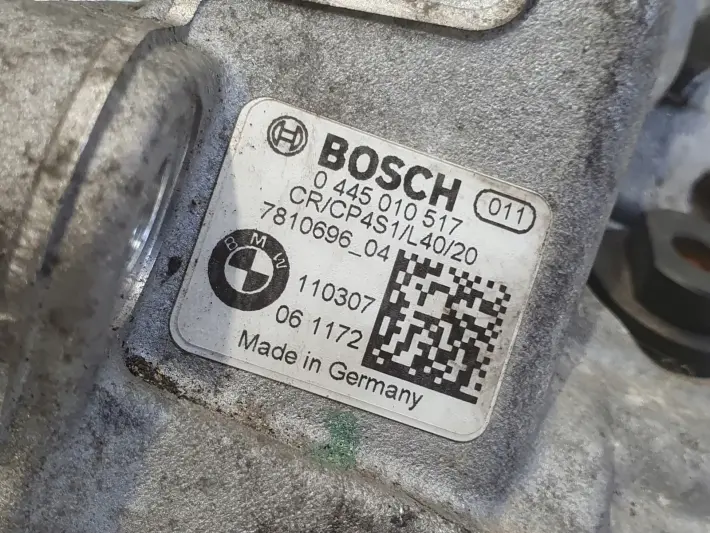 BOSCH
0 445 010 517
011
CR/CP4S1/L40/20
7810696_04
BMW
110307
06 1172
Made in Germany